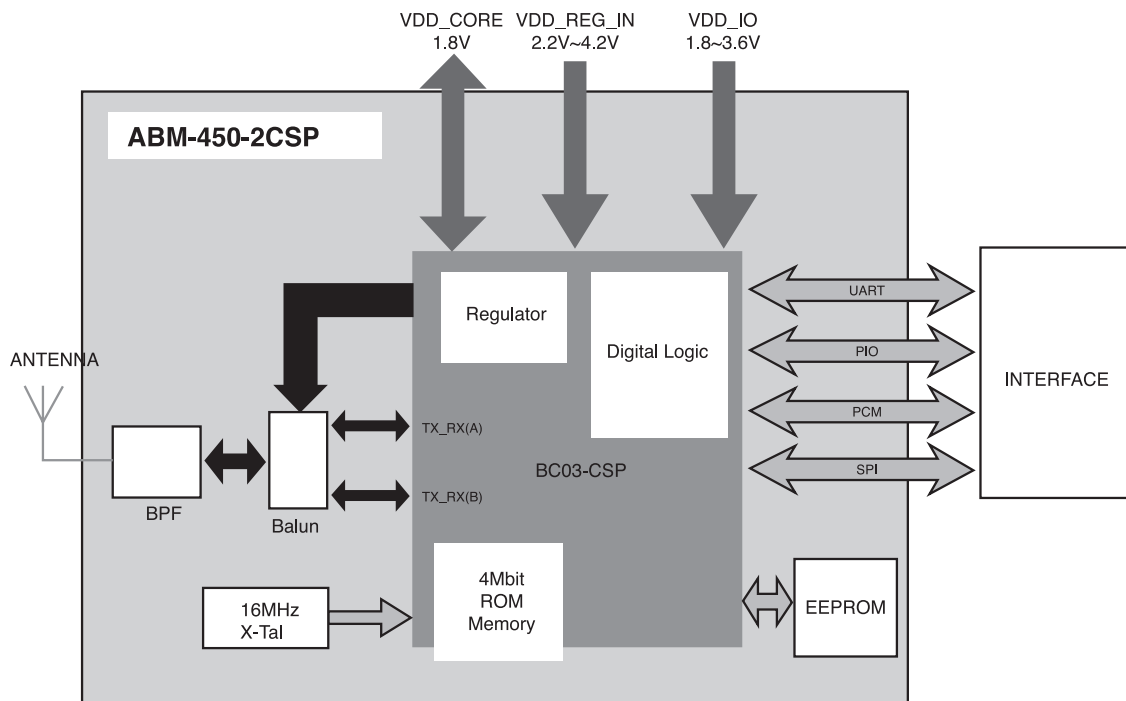 VDD_CORE
1.8V
VDD_REG_IN
2.2V~4.2V
VDD_IO
1.8~3.6V
ABM-450-2CSP
Regulator
Digital Logic
UART
PIO
PCM
SPI
INTERFACE
ANTENNA
TX_RX(A)
BC03-CSP
TX_RX(B)
BPF
Balun
16MHz
X-Tal
4Mbit
ROM
Memory
EEPROM